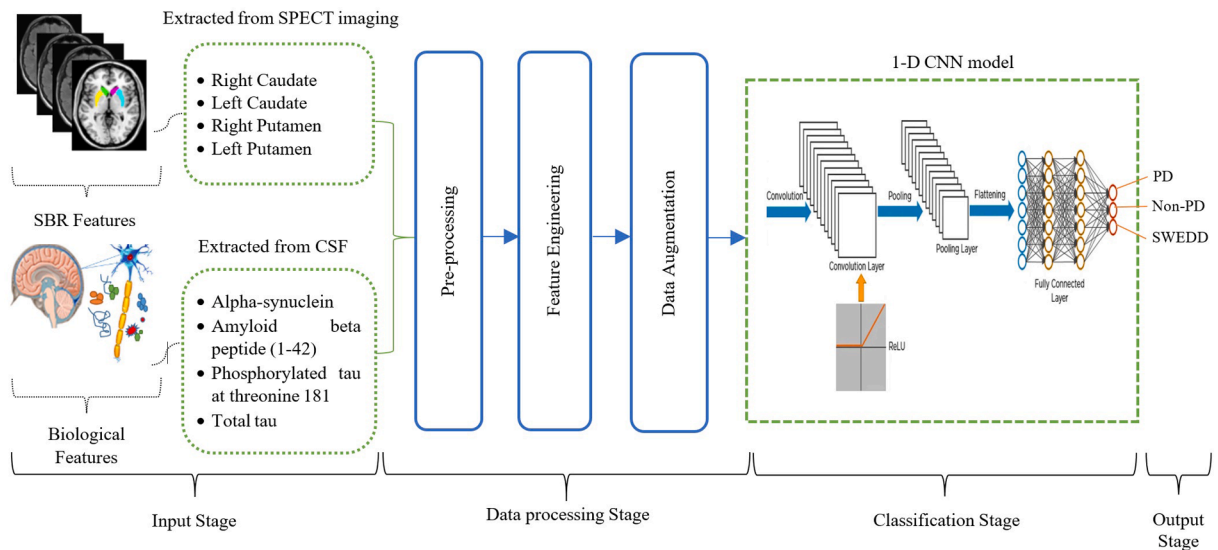 Extracted from SPECT imaging
• Right Caudate
• Left Caudate
• Right Putamen
• Left Putamen
SBR Features
Extracted from CSF
• Alpha-synuclein
• Amyloid beta
peptide (1-42)
• Phosphorylated tau
at threonine 181
• Total tau
Biological
Features
Input Stage
Pre-processing
Feature Engineering
Data Augmentation
Data processing Stage
1-D CNN model
Convolution
Convolution Layer
ReLU
Pooling
Pooling Layer
Flattening
Fully Connected
Layer
Classification Stage
PD
Non-PD
SWEDD
Output
Stage